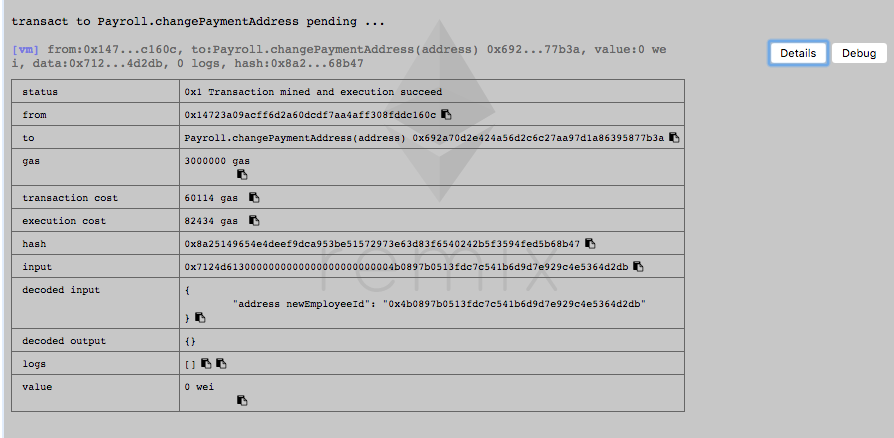 transact to Payroll.changePaymentAddress pending ...
[vm] from:0x147...c160c, to:Payroll.changePaymentAddress(address) 0x692...77b3a, value:0 we
i, data:0x712...4d2db, 0 logs, hash:0x8a2...68b47
Details Debug
status 0x1 Transaction mined and execution succeed
from 0x14723a09acff6d2a60dcdf7aa4aff308fddc160c
to Payroll.changePaymentAddress(address) 0x692a70d2e424a56d2c6c27aa97d1a86395877b3a
gas 3000000 gas
transaction cost 60114 gas
execution cost 82434 gas
hash 0x8a25149654e4deef9dca953be51572973e63d83f6540242b5f3594fed5b68b47
input 0x7124d6130000000000000000000000004b0897b0513fdc7c541b6d9d7e929c4e5364d2db
decoded input {
"address newEmployeeId": "0x4b0897b0513fdc7c541b6d9d7e929c4e5364d2db"
}
decoded output {}
logs []
value 0 wei
remix